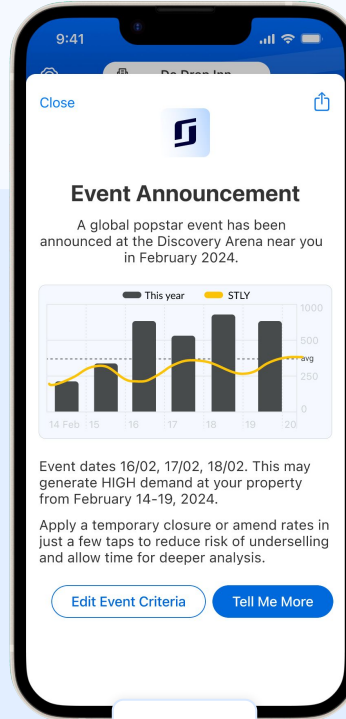 9:41
De Drop Inn
Close
Event Announcement
A global popstar event has been
announced at the Discovery Arena near you
in February 2024.
This year
STLY
1000
500
avg
250
0
14 Feb
15
16
17
18
19
20
Event dates 16/02, 17/02, 18/02. This may
generate HIGH demand at your property
from February 14-19, 2024.
Apply a temporary closure or amend rates in
just a few taps to reduce risk of underselling
and allow time for deeper analysis.
Edit Event Criteria
Tell Me More